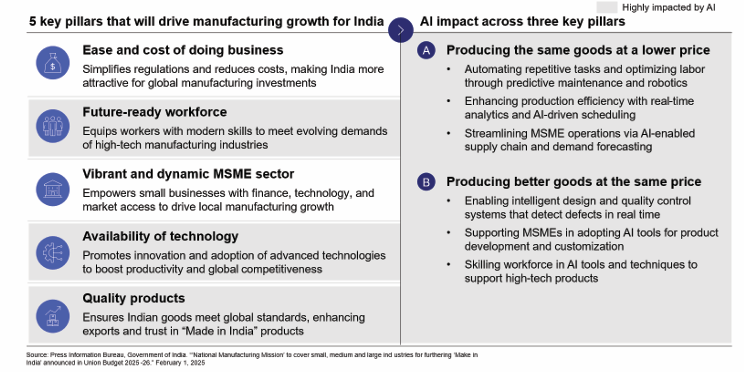 Highly impacted by AI
5 key pillars that will drive manufacturing growth for India
AI impact across three key pillars
Ease and cost of doing business
Simplifies regulations and reduces costs, making India more
attractive for global manufacturing investments
Future-ready workforce
Equips workers with modern skills to meet evolving demands
of high-tech manufacturing industries
Vibrant and dynamic MSME sector
Empowers small businesses with finance, technology, and
market access to drive local manufacturing growth
Availability of technology
Promotes innovation and adoption of advanced technologies
to boost productivity and global competitiveness
Quality products
Ensures Indian goods meet global standards, enhancing
exports and trust in “Made in India” products
A Producing the same goods at a lower price
• Automating repetitive tasks and optimizing labor
through predictive maintenance and robotics
• Enhancing production efficiency with real-time
analytics and AI-driven scheduling
• Streamlining MSME operations via AI-enabled
supply chain and demand forecasting
B Producing better goods at the same price
• Enabling intelligent design and quality control
systems that detect defects in real time
• Supporting MSMEs in adopting AI tools for product
development and customization
• Skilling workforce in AI tools and techniques to
support high-tech products
Source: Press Information Bureau, Government of India. “‘National Manufacturing Mission’ to cover small, medium and large ind ustries for furthering ‘Make in
India’ announced in Union Budget 2025 -26.” February 1, 2025